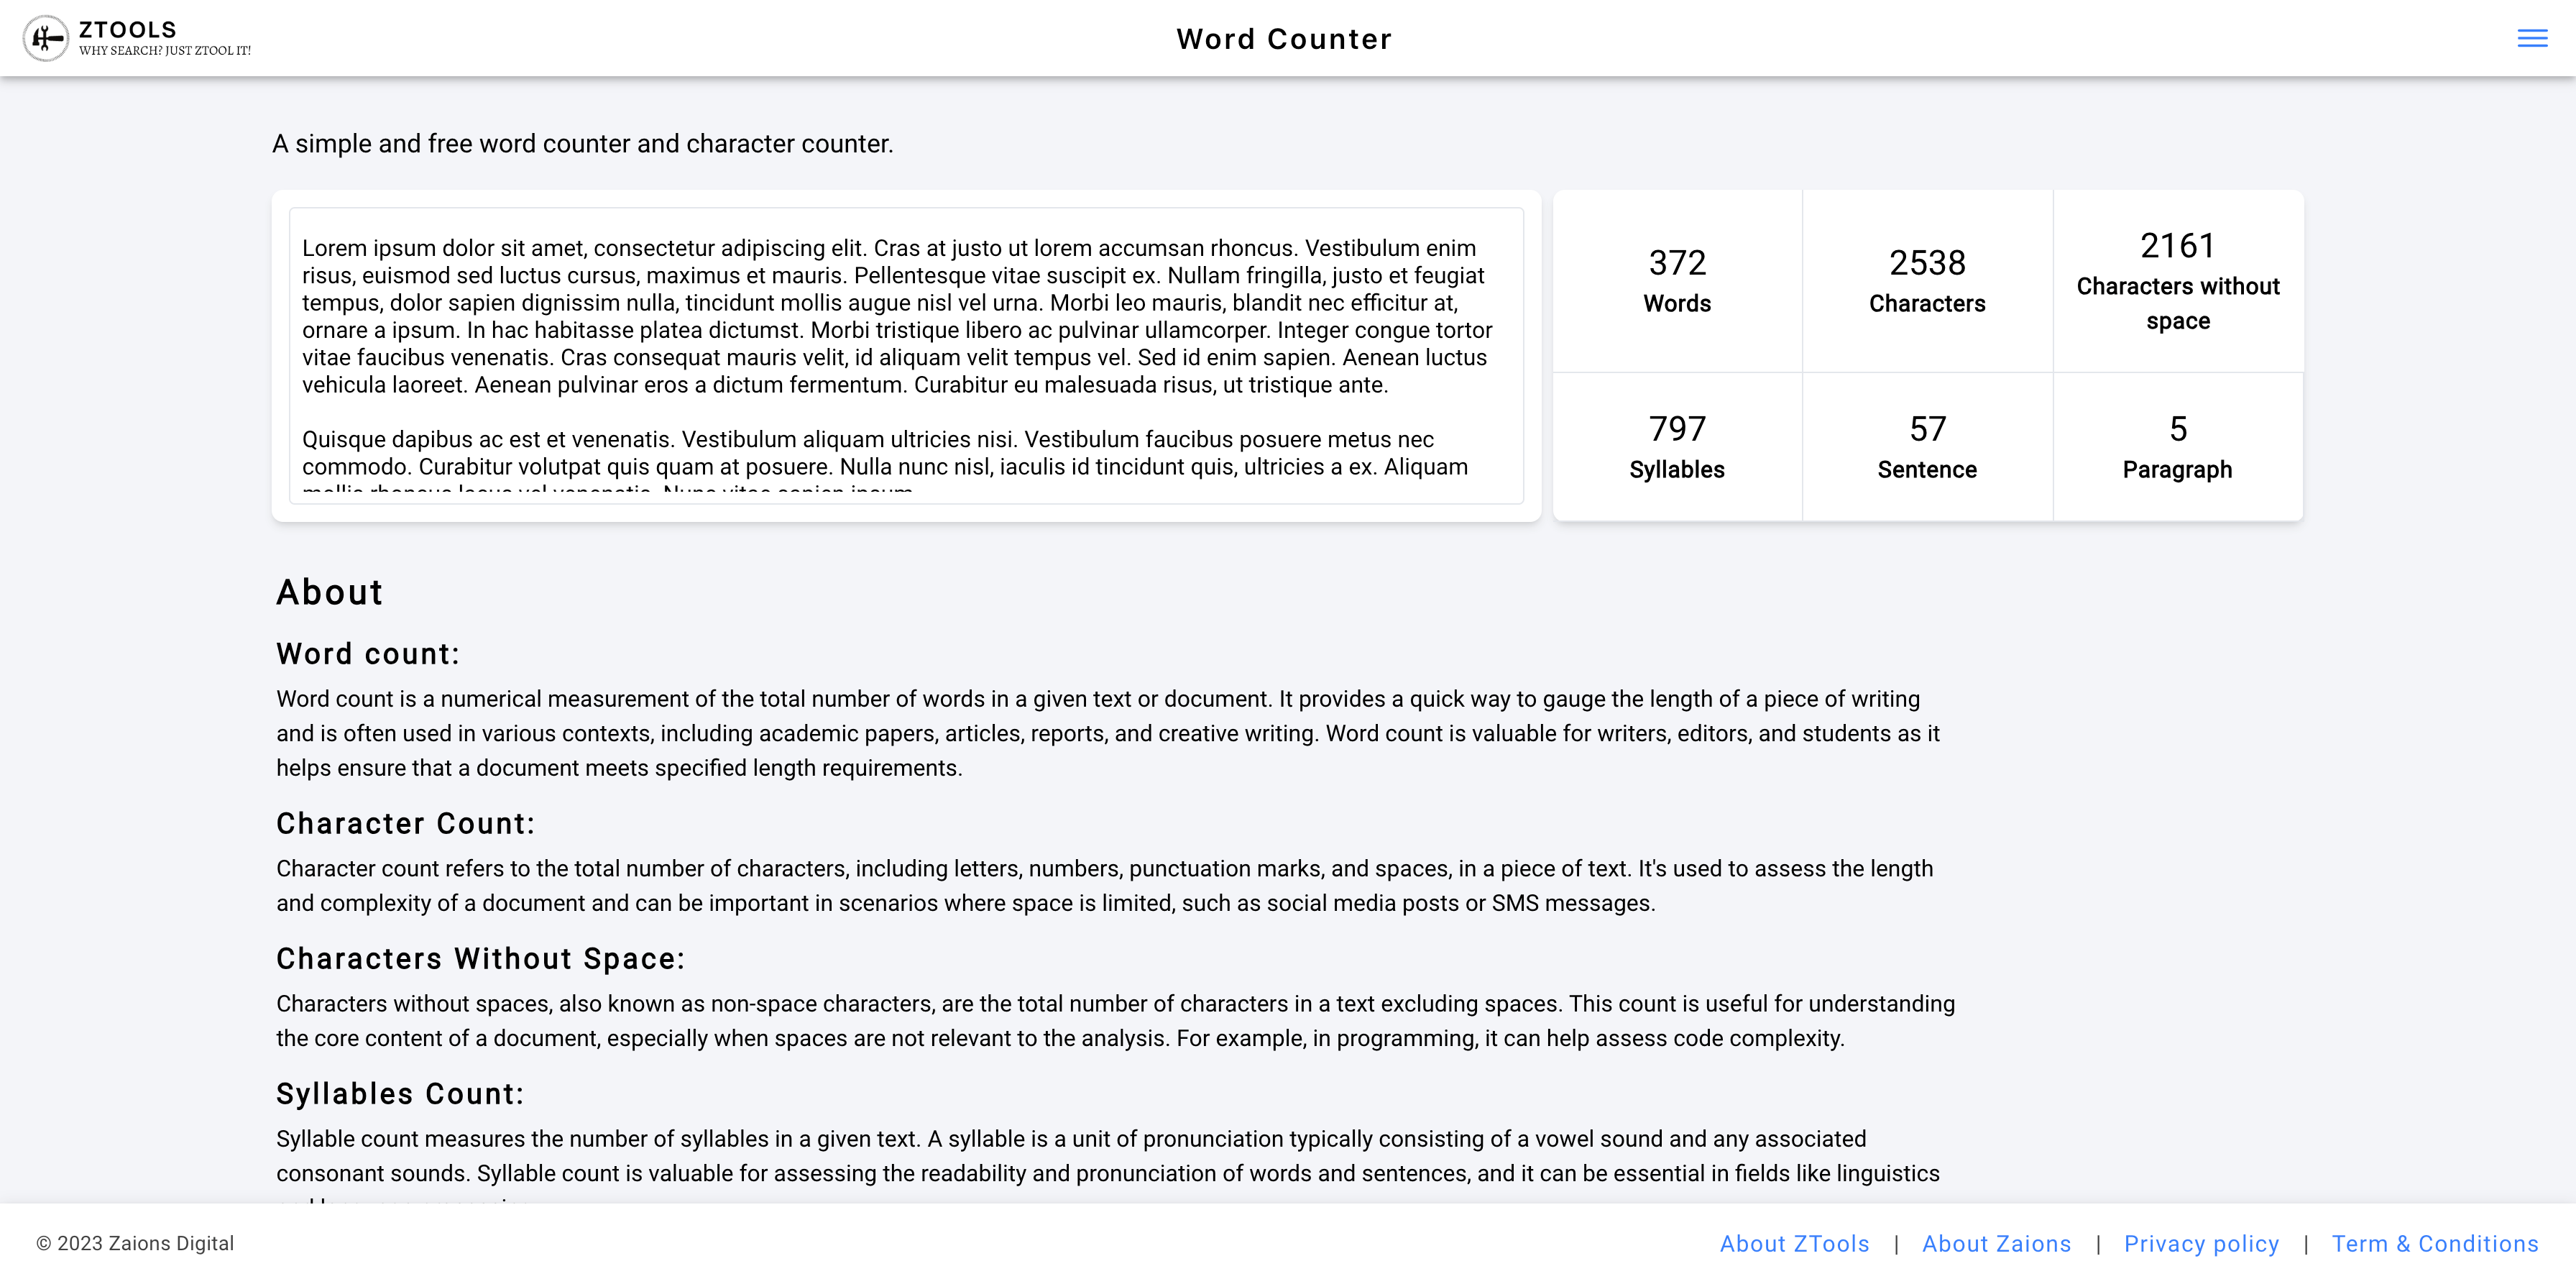 ZTOOLS
WHY SEARCH? JUST ZTOOL IT!
Word Counter
A simple and free word counter and character counter.
Lorem ipsum dolor sit amet, consectetur adipiscing elit. Cras at justo ut lorem accumsan rhoncus. Vestibulum enim
risus, euismod sed luctus cursus, maximus et mauris. Pellentesque vitae suscipit ex. Nullam fringilla, justo et feugiat
tempus, dolor sapien dignissim nulla, tincidunt mollis augue nisl vel urna. Morbi leo mauris, blandit nec efficitur at,
ornare a ipsum. In hac habitasse platea dictumst. Morbi tristique libero ac pulvinar ullamcorper. Integer congue tortor
vitae faucibus venenatis. Cras consequat mauris velit, id aliquam velit tempus vel. Sed id enim sapien. Aenean luctus
vehicula laoreet. Aenean pulvinar eros a dictum fermentum. Curabitur eu malesuada risus, ut tristique ante.
Quisque dapibus ac est et venenatis. Vestibulum aliquam ultricies nisi. Vestibulum faucibus posuere metus nec
commodo. Curabitur volutpat quis quam at posuere. Nulla nunc nisl, iaculis id tincidunt quis, ultricies a ex. Aliquam
mollis rhoncus lacus vel venenatis. Nunc vitae sapien ipsum.
372
Words
2538
Characters
2161
Characters without
space
797
Syllables
57
Sentence
5
Paragraph
About
Word count:
Word count is a numerical measurement of the total number of words in a given text or document. It provides a quick way to gauge the length of a piece of writing
and is often used in various contexts, including academic papers, articles, reports, and creative writing. Word count is valuable for writers, editors, and students as it
helps ensure that a document meets specified length requirements.
Character Count:
Character count refers to the total number of characters, including letters, numbers, punctuation marks, and spaces, in a piece of text. It's used to assess the length
and complexity of a document and can be important in scenarios where space is limited, such as social media posts or SMS messages.
Characters Without Space:
Characters without spaces, also known as non-space characters, are the total number of characters in a text excluding spaces. This count is useful for understanding
the core content of a document, especially when spaces are not relevant to the analysis. For example, in programming, it can help assess code complexity.
Syllables Count:
Syllable count measures the number of syllables in a given text. A syllable is a unit of pronunciation typically consisting of a vowel sound and any associated
consonant sounds. Syllable count is valuable for assessing the readability and pronunciation of words and sentences, and it can be essential in fields like linguistics
© 2023 Zaions Digital
About ZTools | About Zaions | Privacy policy | Term & Conditions